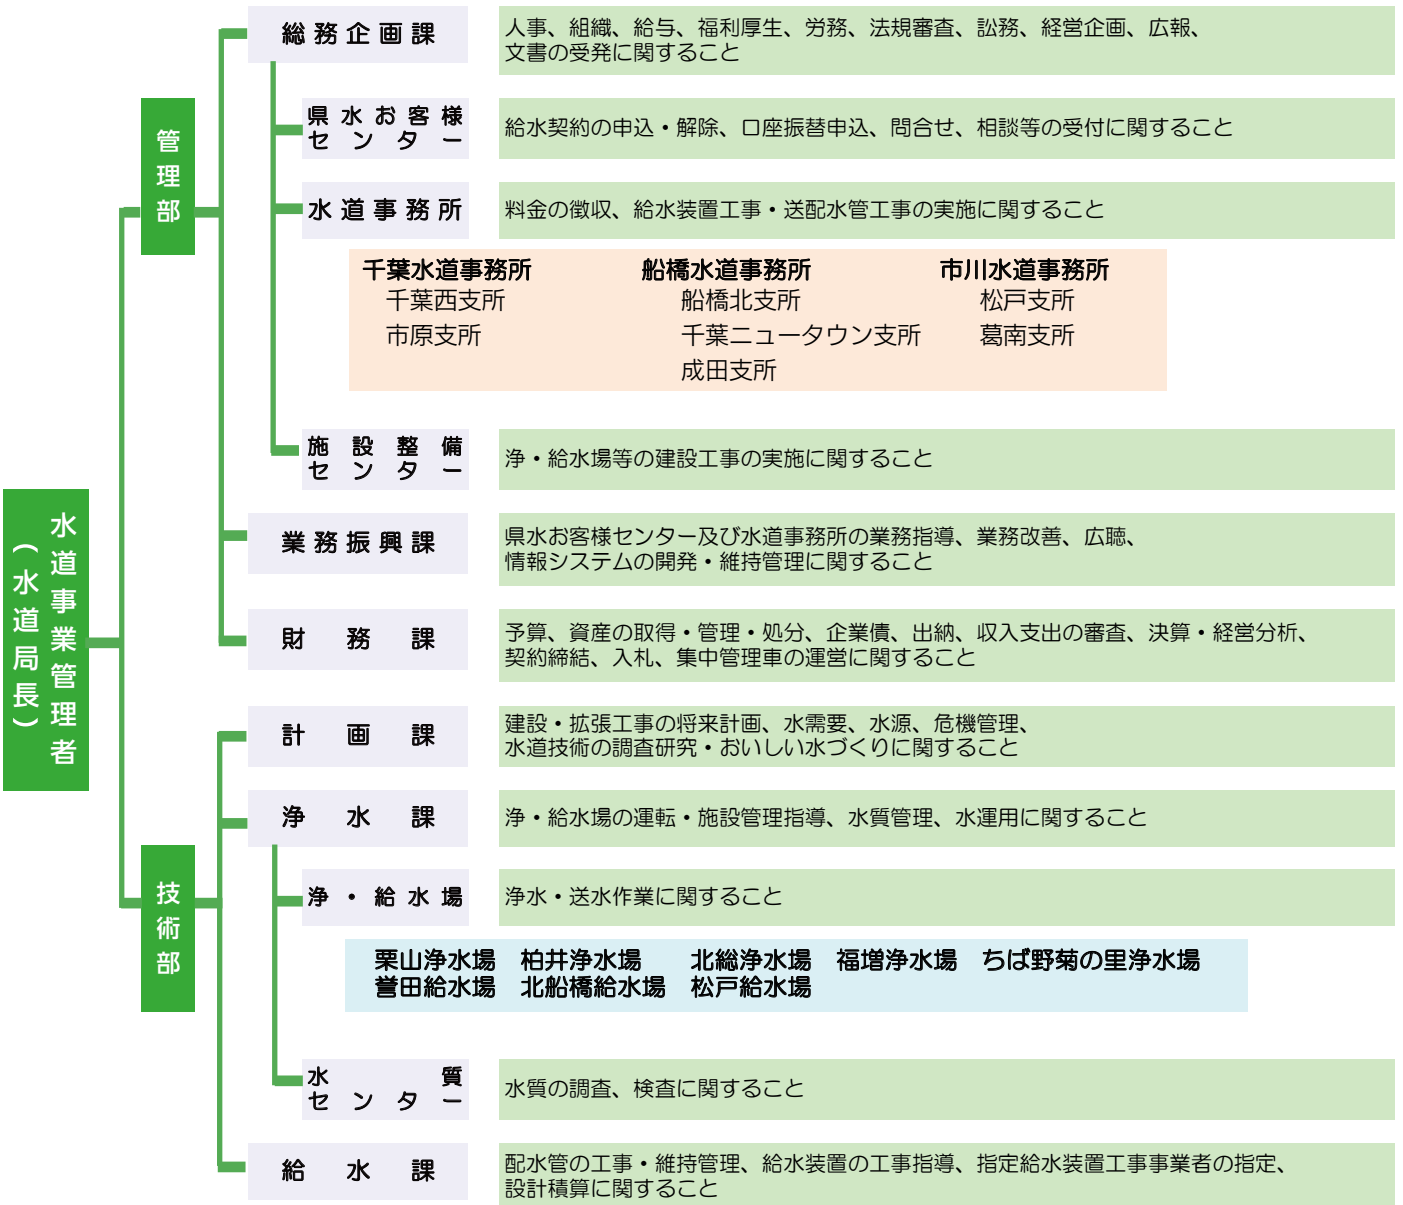 水道事業管理者
（水道局長）
管理部
総務企画課
人事、組織、給与、福利厚生、労務、法規審査、訟務、経営企画、広報、
文書の受発に関すること
県水お客様
センター
給水契約の申込・解除、口座振替申込、問合せ、相談等の受付に関すること
水道事務所
料金の徴収、給水装置工事・送配水管工事の実施に関すること
千葉水道事務所
千葉西支所
市原支所
船橋水道事務所
船橋北支所
千葉ニュータウン支所
成田支所
市川水道事務所
松戸支所
葛南支所
施設整備
センター
浄・給水場等の建設工事の実施に関すること
業務振興課
県水お客様センター及び水道事務所の業務指導、業務改善、広聴、
情報システムの開発・維持管理に関すること
財務課
予算、資産の取得・管理・処分、企業債、出納、収入支出の審査、決算・経営分析、
契約締結、入札、集中管理車の運営に関すること
技術部
計画課
建設・拡張工事の将来計画、水需要、水源、危機管理、
水道技術の調査研究・おいしい水づくりに関すること
浄水課
浄・給水場の運転・施設管理指導、水質管理、水運用に関すること
浄・給水場
浄水・送水作業に関すること
栗山浄水場 柏井浄水場 北総浄水場 福増浄水場 ちば野菊の里浄水場
誉田給水場 北船橋給水場 松戸給水場
水質
センター
水質の調査、検査に関すること
給水課
配水管の工事・維持管理、給水装置の工事指導、指定給水装置工事事業者の指定、
設計積算に関すること